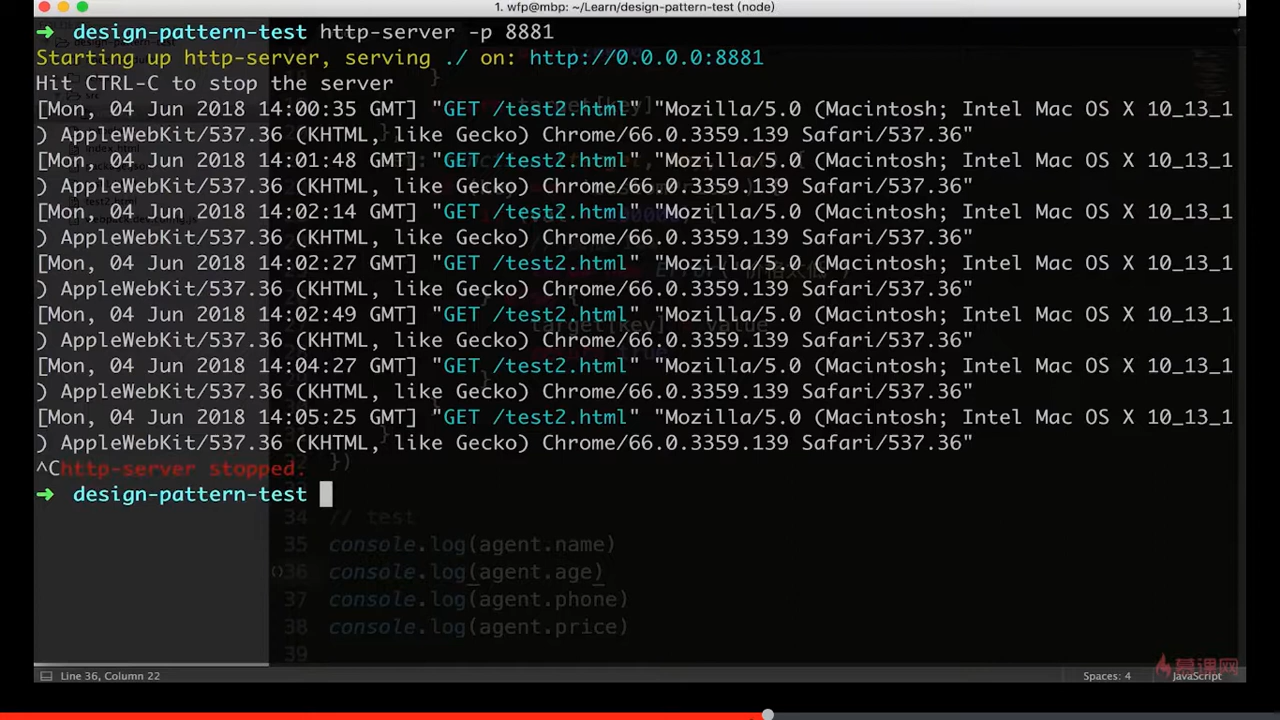 1. wfp@mbp: ~/Learn/design-pattern-test (node)
➜ design-pattern-test http-server -p 8881
Starting up http-server, serving ./ on: http://0.0.0.0:8881
Hit CTRL-C to stop the server
[Mon, 04 Jun 2018 14:00:35 GMT] "GET /test2.html" "Mozilla/5.0 (Macintosh; Intel Mac OS X 10_13_1
) AppleWebKit/537.36 (KHTML, like Gecko) Chrome/66.0.3359.139 Safari/537.36"
[Mon, 04 Jun 2018 14:01:48 GMT] "GET /test2.html" "Mozilla/5.0 (Macintosh; Intel Mac OS X 10_13_1
) AppleWebKit/537.36 (KHTML, like Gecko) Chrome/66.0.3359.139 Safari/537.36"
[Mon, 04 Jun 2018 14:02:14 GMT] "GET /test2.html" "Mozilla/5.0 (Macintosh; Intel Mac OS X 10_13_1
) AppleWebKit/537.36 (KHTML, like Gecko) Chrome/66.0.3359.139 Safari/537.36"
[Mon, 04 Jun 2018 14:02:27 GMT] "GET /test2.html" "Mozilla/5.0 (Macintosh; Intel Mac OS X 10_13_1
) AppleWebKit/537.36 (KHTML, like Gecko) Chrome/66.0.3359.139 Safari/537.36"
[Mon, 04 Jun 2018 14:02:49 GMT] "GET /test2.html" "Mozilla/5.0 (Macintosh; Intel Mac OS X 10_13_1
) AppleWebKit/537.36 (KHTML, like Gecko) Chrome/66.0.3359.139 Safari/537.36"
[Mon, 04 Jun 2018 14:04:27 GMT] "GET /test2.html" "Mozilla/5.0 (Macintosh; Intel Mac OS X 10_13_1
) AppleWebKit/537.36 (KHTML, like Gecko) Chrome/66.0.3359.139 Safari/537.36"
[Mon, 04 Jun 2018 14:05:25 GMT] "GET /test2.html" "Mozilla/5.0 (Macintosh; Intel Mac OS X 10_13_1
) AppleWebKit/537.36 (KHTML, like Gecko) Chrome/66.0.3359.139 Safari/537.36"
^Chttp-server stopped.
})
➜ design-pattern-test
34 // test
35 console.log(agent.name)
36 console.log(agent.age)
37 console.log(agent.phone)
38 console.log(agent.price)
39
慕课网
Line 36, Column 22
Spaces: 4
JavaScript